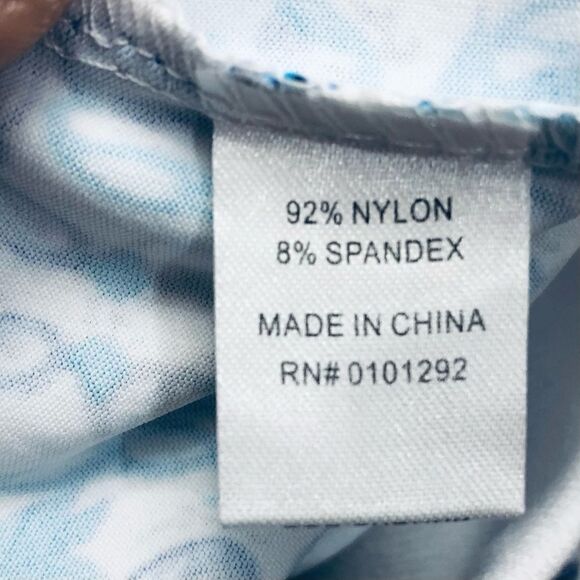 92% NYLON
8% SPANDEX
MADE IN CHINA
RN# 0101292